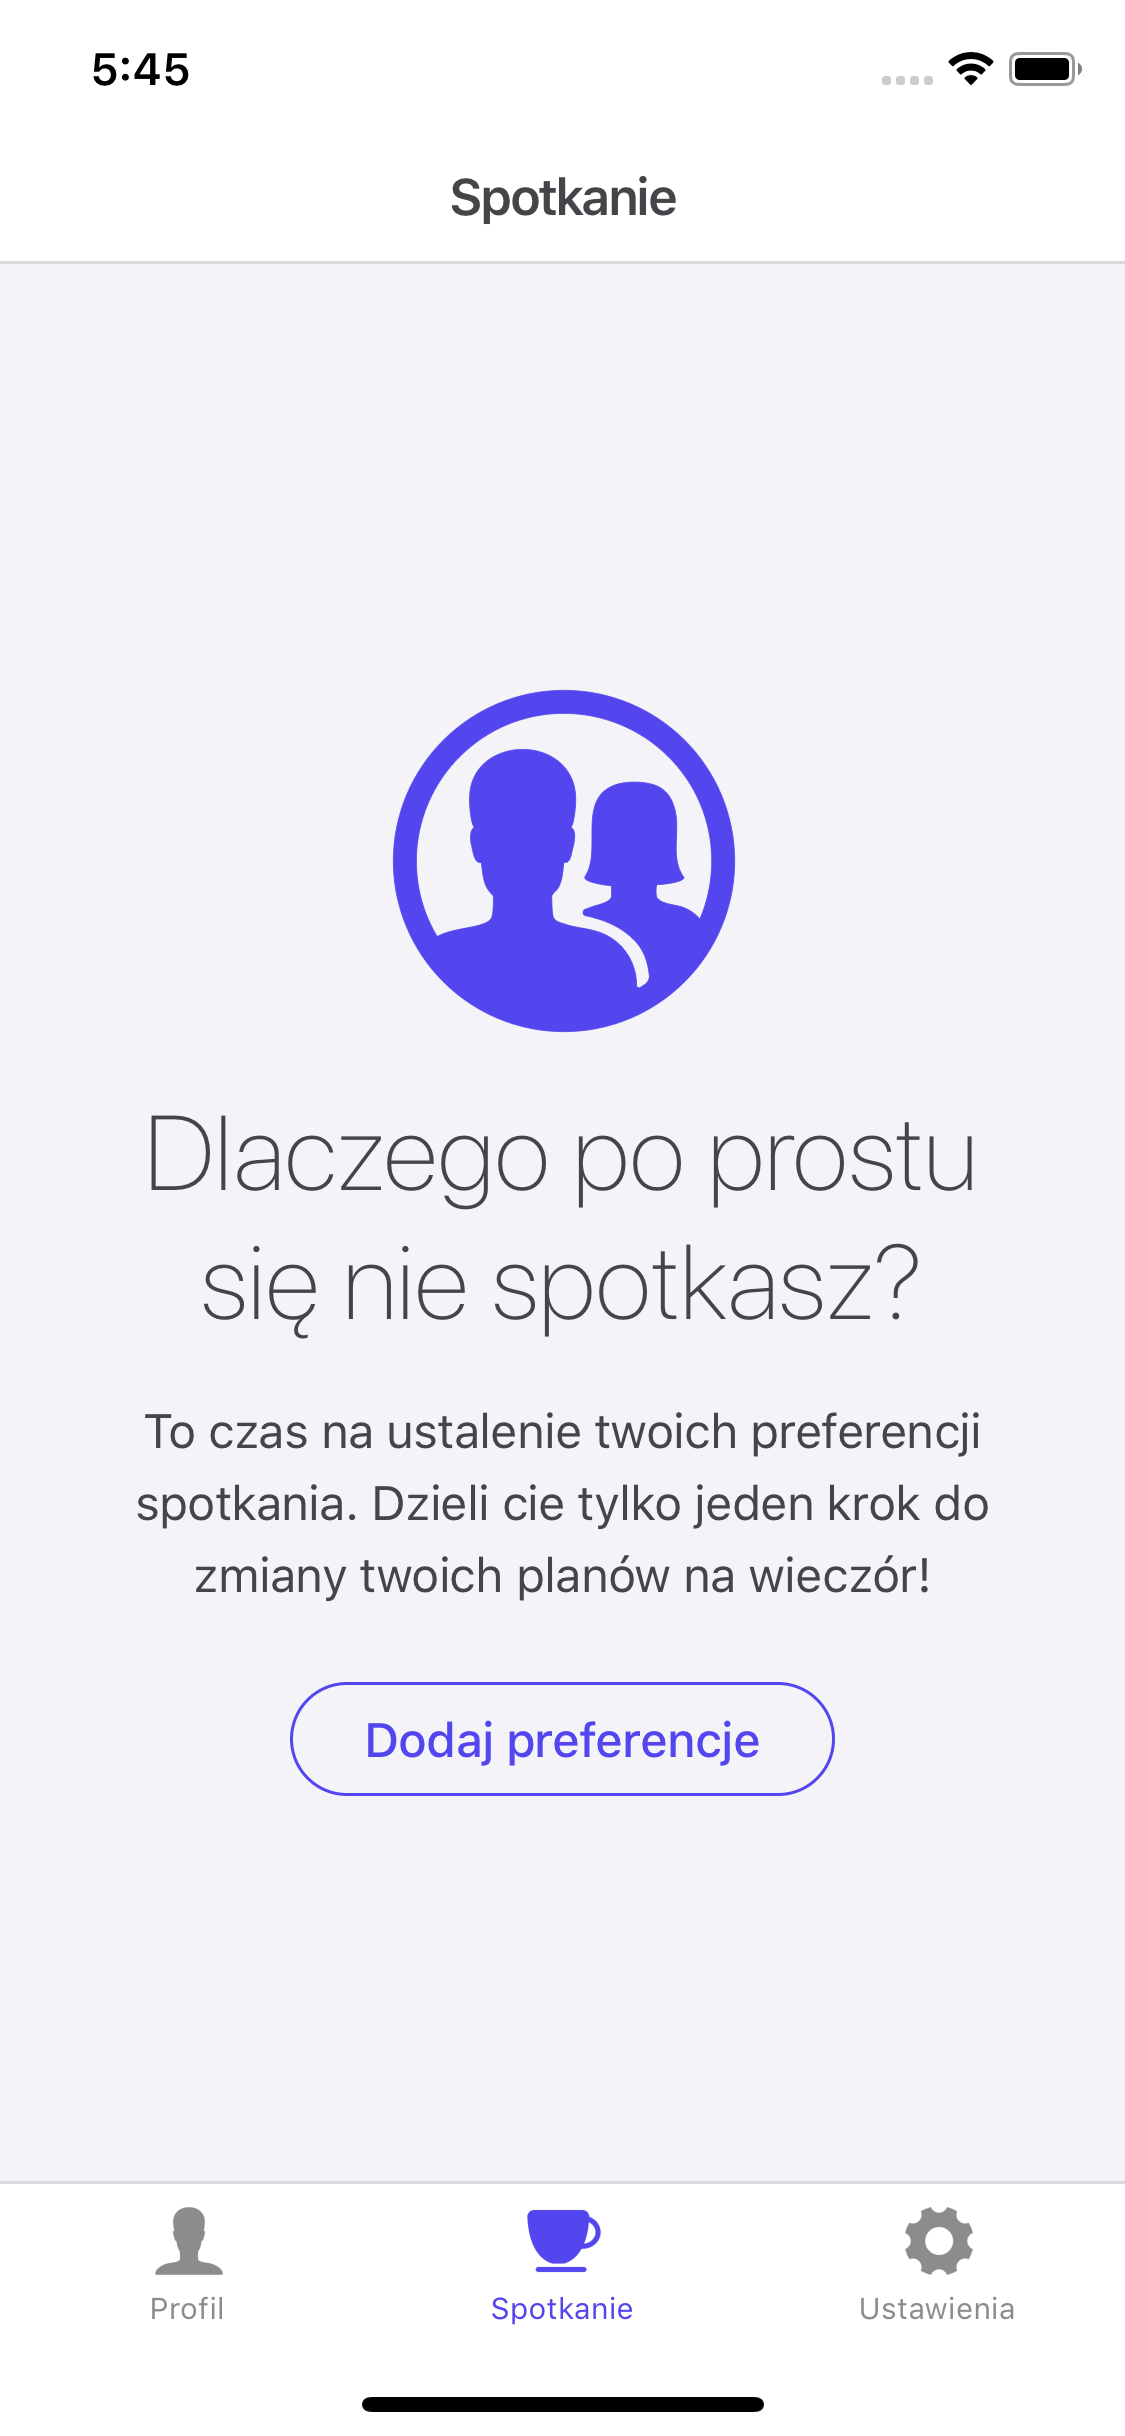 5:45
Spotkanie
Dlaczego po prostu
się nie spotkasz?
To czas na ustalenie twoich preferencji
spotkania. Dzieli cie tylko jeden krok do
zmiany twoich planów na wieczór!
Dodaj preferencje
Profil
Spotkanie
Ustawienia